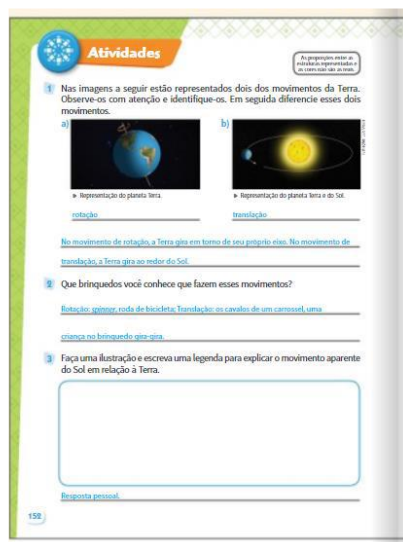 Atividades
As proporções entre as
estruturas representadas e
as cores não são as reais.
1 Nas imagens a seguir estão representados dois dos movimentos da Terra.
Observe-os com atenção e identifique-os. Em seguida diferencie esses dois
movimentos.
a)
b)
▶ Representação do planeta Terra.
▶ Representação do planeta Terra e do Sol.
rotação
translação
No movimento de rotação, a Terra gira em torno de seu próprio eixo. No movimento de
translação, a Terra gira ao redor do Sol.
2 Que brinquedos você conhece que fazem esses movimentos?
Rotação: spinner, roda de bicicleta; Translação: os cavalos de um carrossel, uma
criança no brinquedo gira-gira.
3 Faça uma ilustração e escreva uma legenda para explicar o movimento aparente
do Sol em relação à Terra.
Resposta pessoal.
152